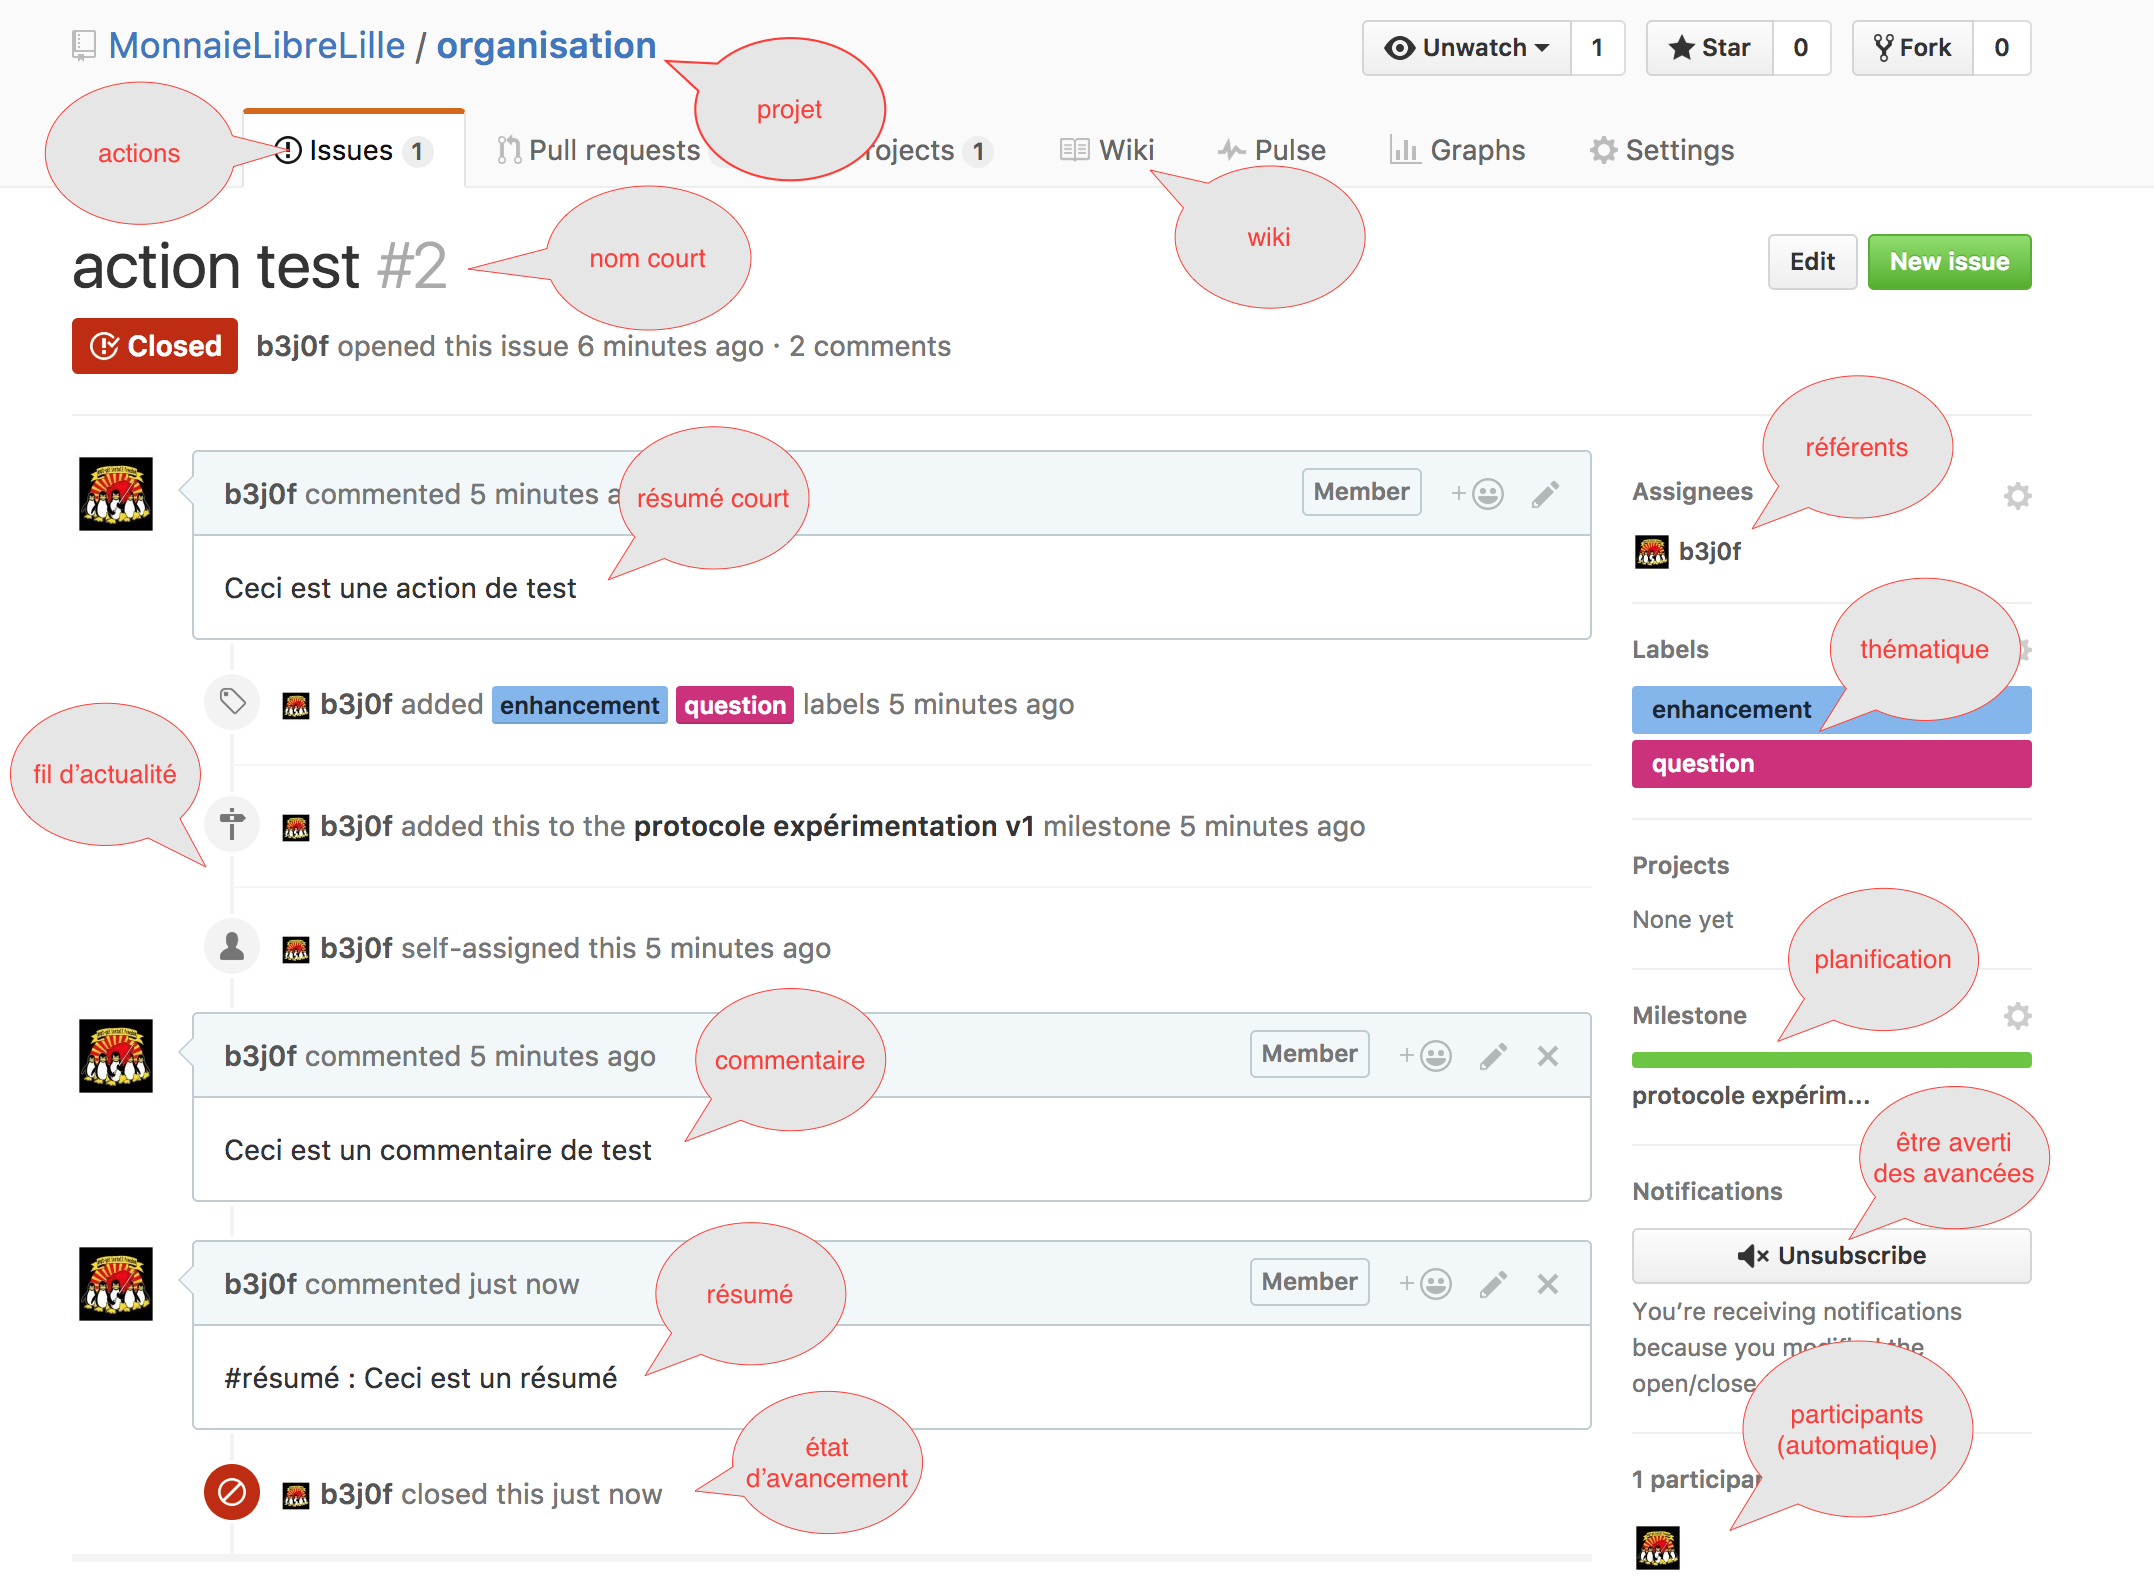 MonnaieLibreLille / organisation
Unwatch 1
Star 0
Fork 0
projet
actions
Issues 1
Pull requests
rojects 1
Wiki
Pulse
Graphs
Settings
wiki
action test #2
nom court
Edit
New issue
Closed
b3j0f opened this issue 6 minutes ago · 2 comments
b3j0f commented 5 minutes a
résumé court
Member
Ceci est une action de test
référents
Assignees
b3j0f
Labels
thématique
enhancement
question
b3j0f added enhancement question labels 5 minutes ago
fil d’actualité
b3j0f added this to the protocole expérimentation v1 milestone 5 minutes ago
Projects
None yet
b3j0f self-assigned this 5 minutes ago
planification
Milestone
protocole expérim...
b3j0f commented 5 minutes ago
commentaire
Member
Ceci est un commentaire de test
être averti
des avancées
Notifications
Unsubscribe
You’re receiving notifications
because you modified the
open/close
b3j0f commented just now
résumé
Member
#résumé : Ceci est un résumé
participants
(automatique)
1 participa
état
d’avancement
b3j0f closed this just now